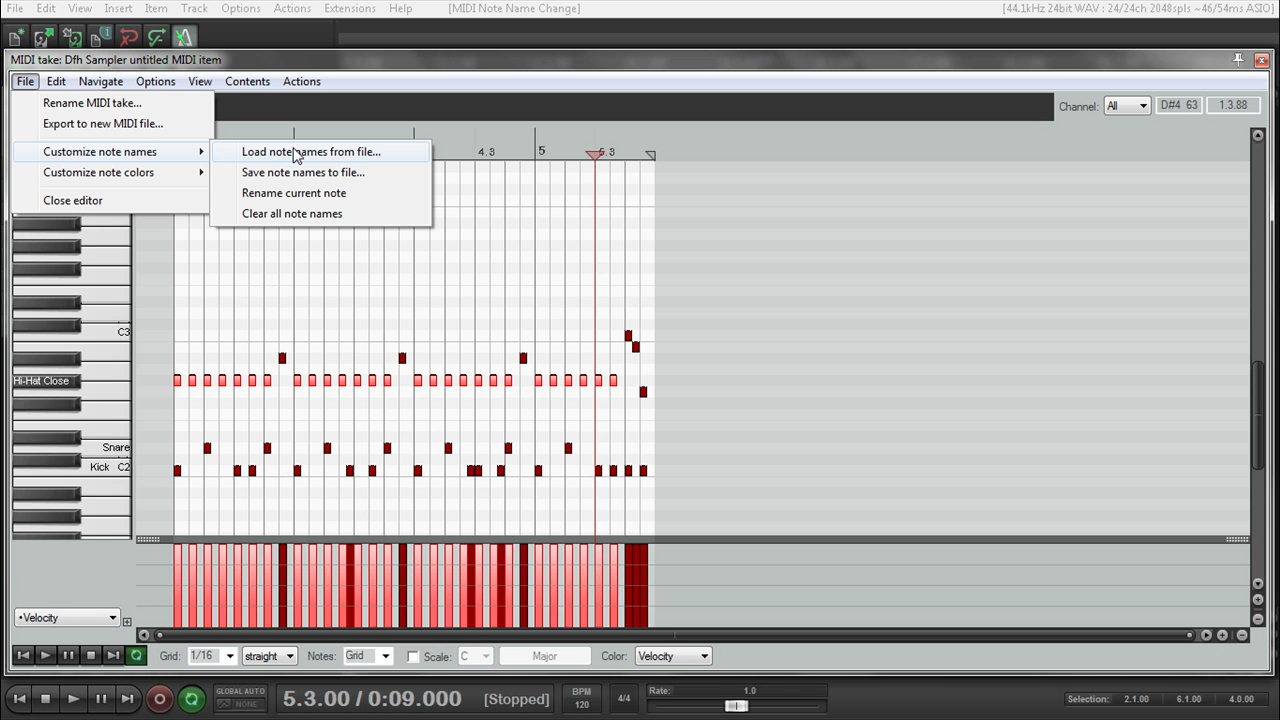 File Edit View Insert Item Track Options Actions Extensions Help [MIDI Note Name Change] [44.1kHz 24bit WAV : 24/24ch 2048spls ~46/54ms ASIO]
MIDI take: Dfh Sampler untitled MIDI item
File Edit Navigate Options View Contents Actions
Rename MIDI take...
Export to new MIDI file...
Customize note names
Customize note colors
Close editor
Load note names from file...
Save note names to file...
Rename current note
Clear all note names
Channel: All D#4 63 1.3.88
4.3 5 5.3
C3
Hi-Hat Close
Snare
Kick C2
•Velocity
Grid: 1/16 straight Notes: Grid Scale: C Major Color: Velocity
GLOBAL AUTO
NONE
5.3.00 / 0:09.000 [Stopped]
BPM
120
4/4
Rate: 1.0
Selection: 2.1.00 6.1.00 4.0.00